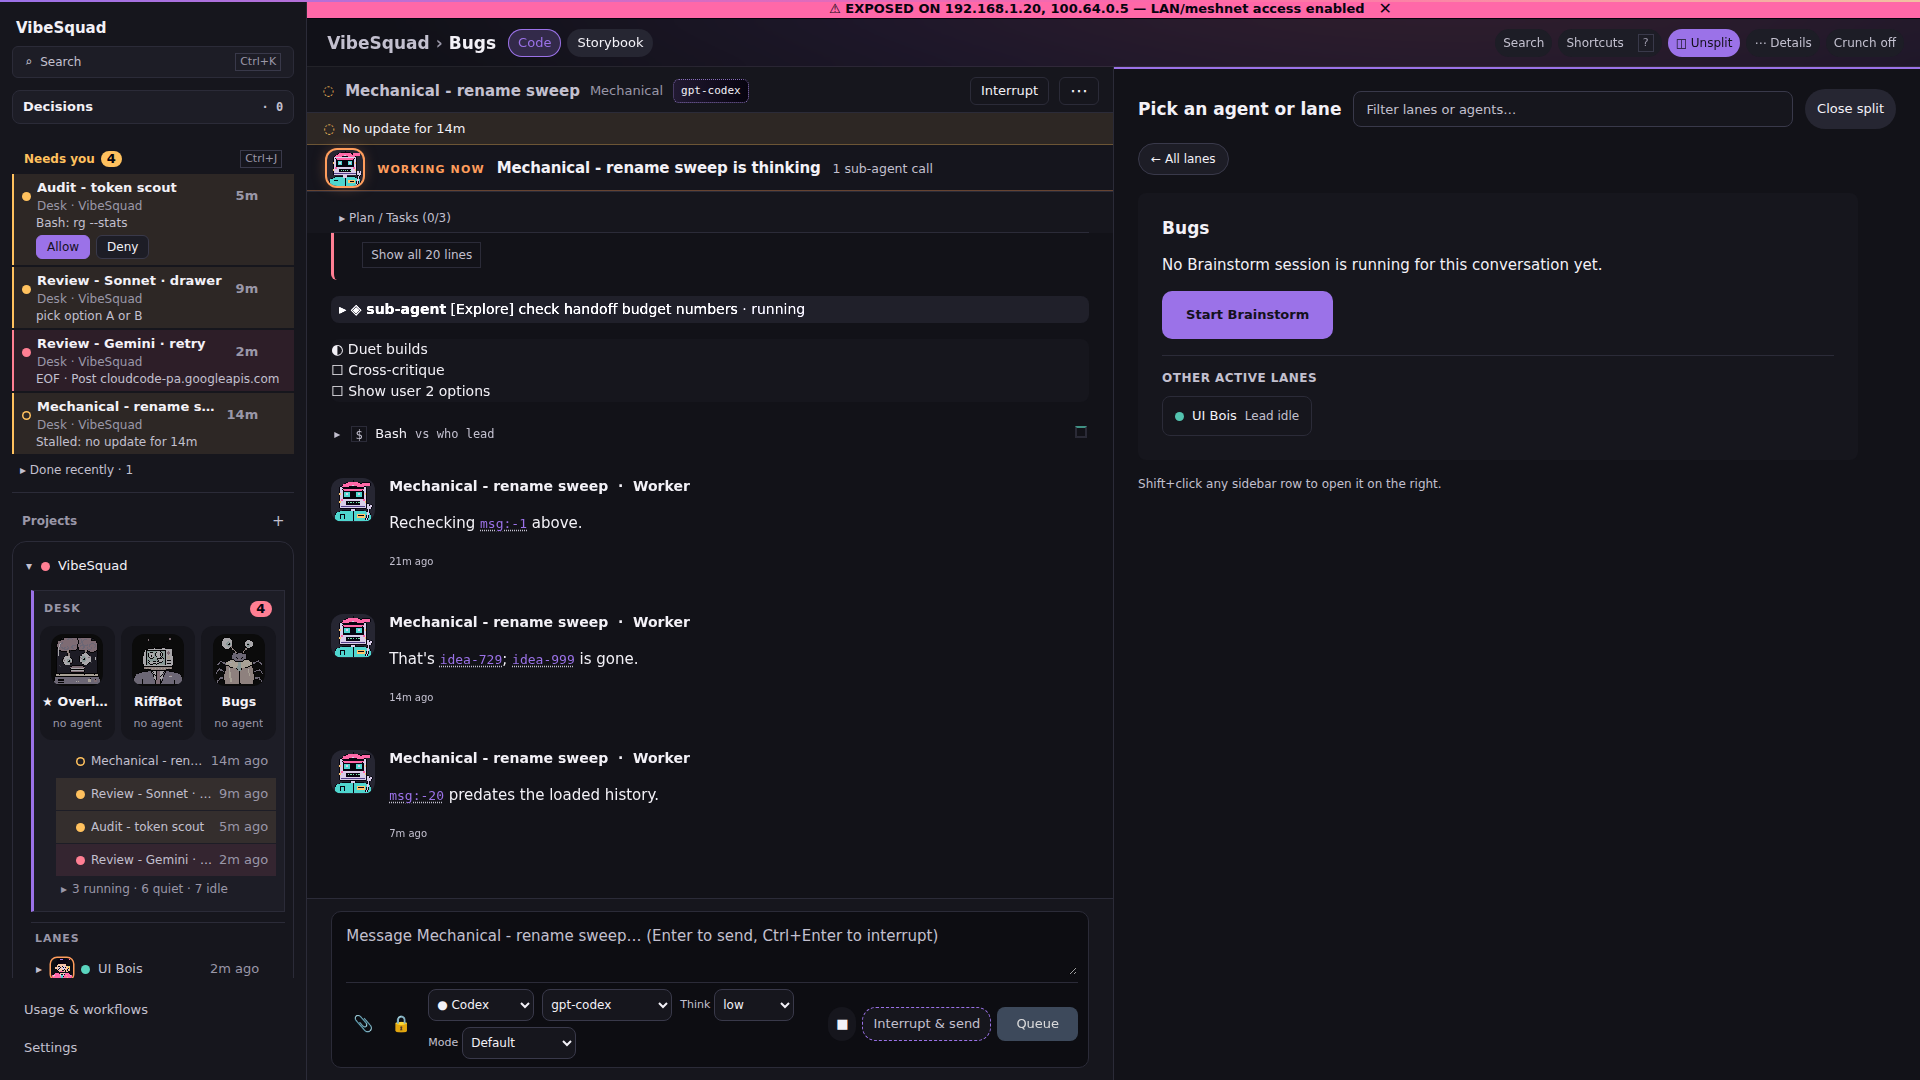 ⚠ EXPOSED ON 192.168.1.20, 100.64.0.5 — LAN/meshnet access enabled ✕
VibeSquad
Search Ctrl+K
Decisions · 0
Needs you 4 Ctrl+J
Audit - token scout 5m
Desk · VibeSquad
Bash: rg --stats
Allow Deny
Review - Sonnet · drawer 9m
Desk · VibeSquad
pick option A or B
Review - Gemini · retry 2m
Desk · VibeSquad
EOF · Post cloudcode-pa.googleapis.com
Mechanical - rename s… 14m
Desk · VibeSquad
Stalled: no update for 14m
▸ Done recently · 1
Projects +
▾ VibeSquad
DESK 4
★ Overl… RiffBot Bugs
no agent no agent no agent
Mechanical - ren… 14m ago
Review - Sonnet · … 9m ago
Audit - token scout 5m ago
Review - Gemini · … 2m ago
▸ 3 running · 6 quiet · 7 idle
LANES
▸ UI Bois 2m ago
Usage & workflows
Settings
VibeSquad › Bugs Code Storybook
Search Shortcuts ? ◫ Unsplit ⋯ Details Crunch off
Mechanical - rename sweep Mechanical gpt-codex Interrupt ⋯
No update for 14m
WORKING NOW Mechanical - rename sweep is thinking 1 sub-agent call
▸ Plan / Tasks (0/3)
Show all 20 lines
▸ ◈ sub-agent [Explore] check handoff budget numbers · running
◐ Duet builds
☐ Cross-critique
☐ Show user 2 options
▸ $ Bash vs who lead
Mechanical - rename sweep · Worker
Rechecking msg:-1 above.
21m ago
Mechanical - rename sweep · Worker
That's idea-729; idea-999 is gone.
14m ago
Mechanical - rename sweep · Worker
msg:-20 predates the loaded history.
7m ago
Message Mechanical - rename sweep… (Enter to send, Ctrl+Enter to interrupt)
● Codex gpt-codex Think low
Mode Default
■ Interrupt & send Queue
Pick an agent or lane Filter lanes or agents… Close split
← All lanes
Bugs
No Brainstorm session is running for this conversation yet.
Start Brainstorm
OTHER ACTIVE LANES
UI Bois Lead idle
Shift+click any sidebar row to open it on the right.